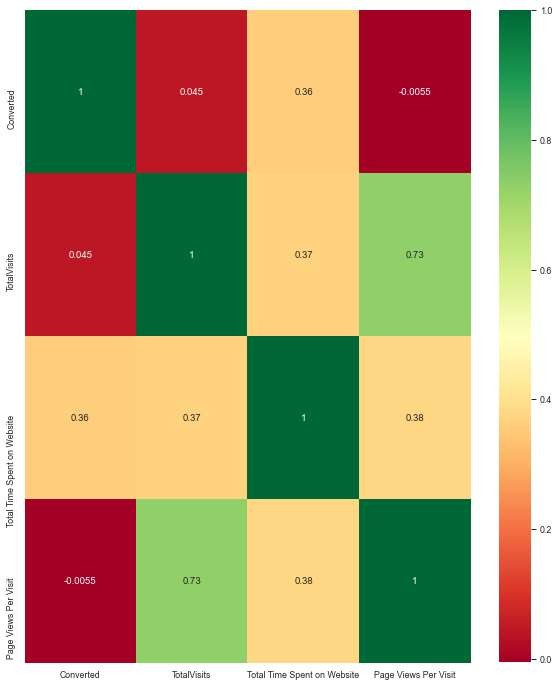 1.0
Converted
1
0.045
0.36
-0.0055
0.8
TotalVisits
0.045
1
0.37
0.73
0.6
0.4
Total Time Spent on Website
0.36
0.37
1
0.38
0.2
Page Views Per Visit
-0.0055
0.73
0.38
1
0.0
Converted
TotalVisits
Total Time Spent on Website
Page Views Per Visit